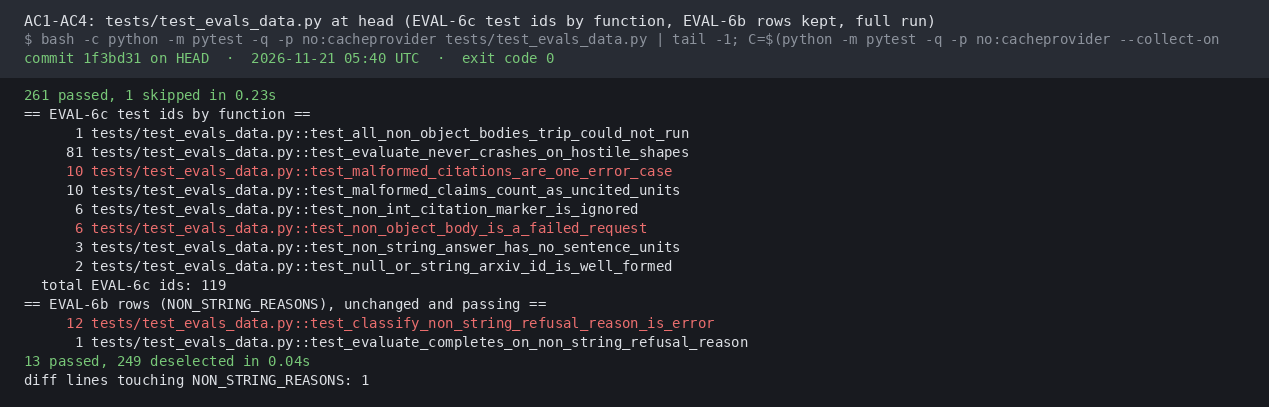 AC1-AC4: tests/test_evals_data.py at head (EVAL-6c test ids by function, EVAL-6b rows kept, full run)
$ bash -c python -m pytest -q -p no:cacheprovider tests/test_evals_data.py | tail -1; C=$(python -m pytest -q -p no:cacheprovider --collect-on
commit 1f3bd31 on HEAD · 2026-11-21 05:40 UTC · exit code 0
261 passed, 1 skipped in 0.23s
== EVAL-6c test ids by function ==
1 tests/test_evals_data.py::test_all_non_object_bodies_trip_could_not_run
81 tests/test_evals_data.py::test_evaluate_never_crashes_on_hostile_shapes
10 tests/test_evals_data.py::test_malformed_citations_are_one_error_case
10 tests/test_evals_data.py::test_malformed_claims_count_as_uncited_units
6 tests/test_evals_data.py::test_non_int_citation_marker_is_ignored
6 tests/test_evals_data.py::test_non_object_body_is_a_failed_request
3 tests/test_evals_data.py::test_non_string_answer_has_no_sentence_units
2 tests/test_evals_data.py::test_null_or_string_arxiv_id_is_well_formed
total EVAL-6c ids: 119
== EVAL-6b rows (NON_STRING_REASONS), unchanged and passing ==
12 tests/test_evals_data.py::test_classify_non_string_refusal_reason_is_error
1 tests/test_evals_data.py::test_evaluate_completes_on_non_string_refusal_reason
13 passed, 249 deselected in 0.04s
diff lines touching NON_STRING_REASONS: 1